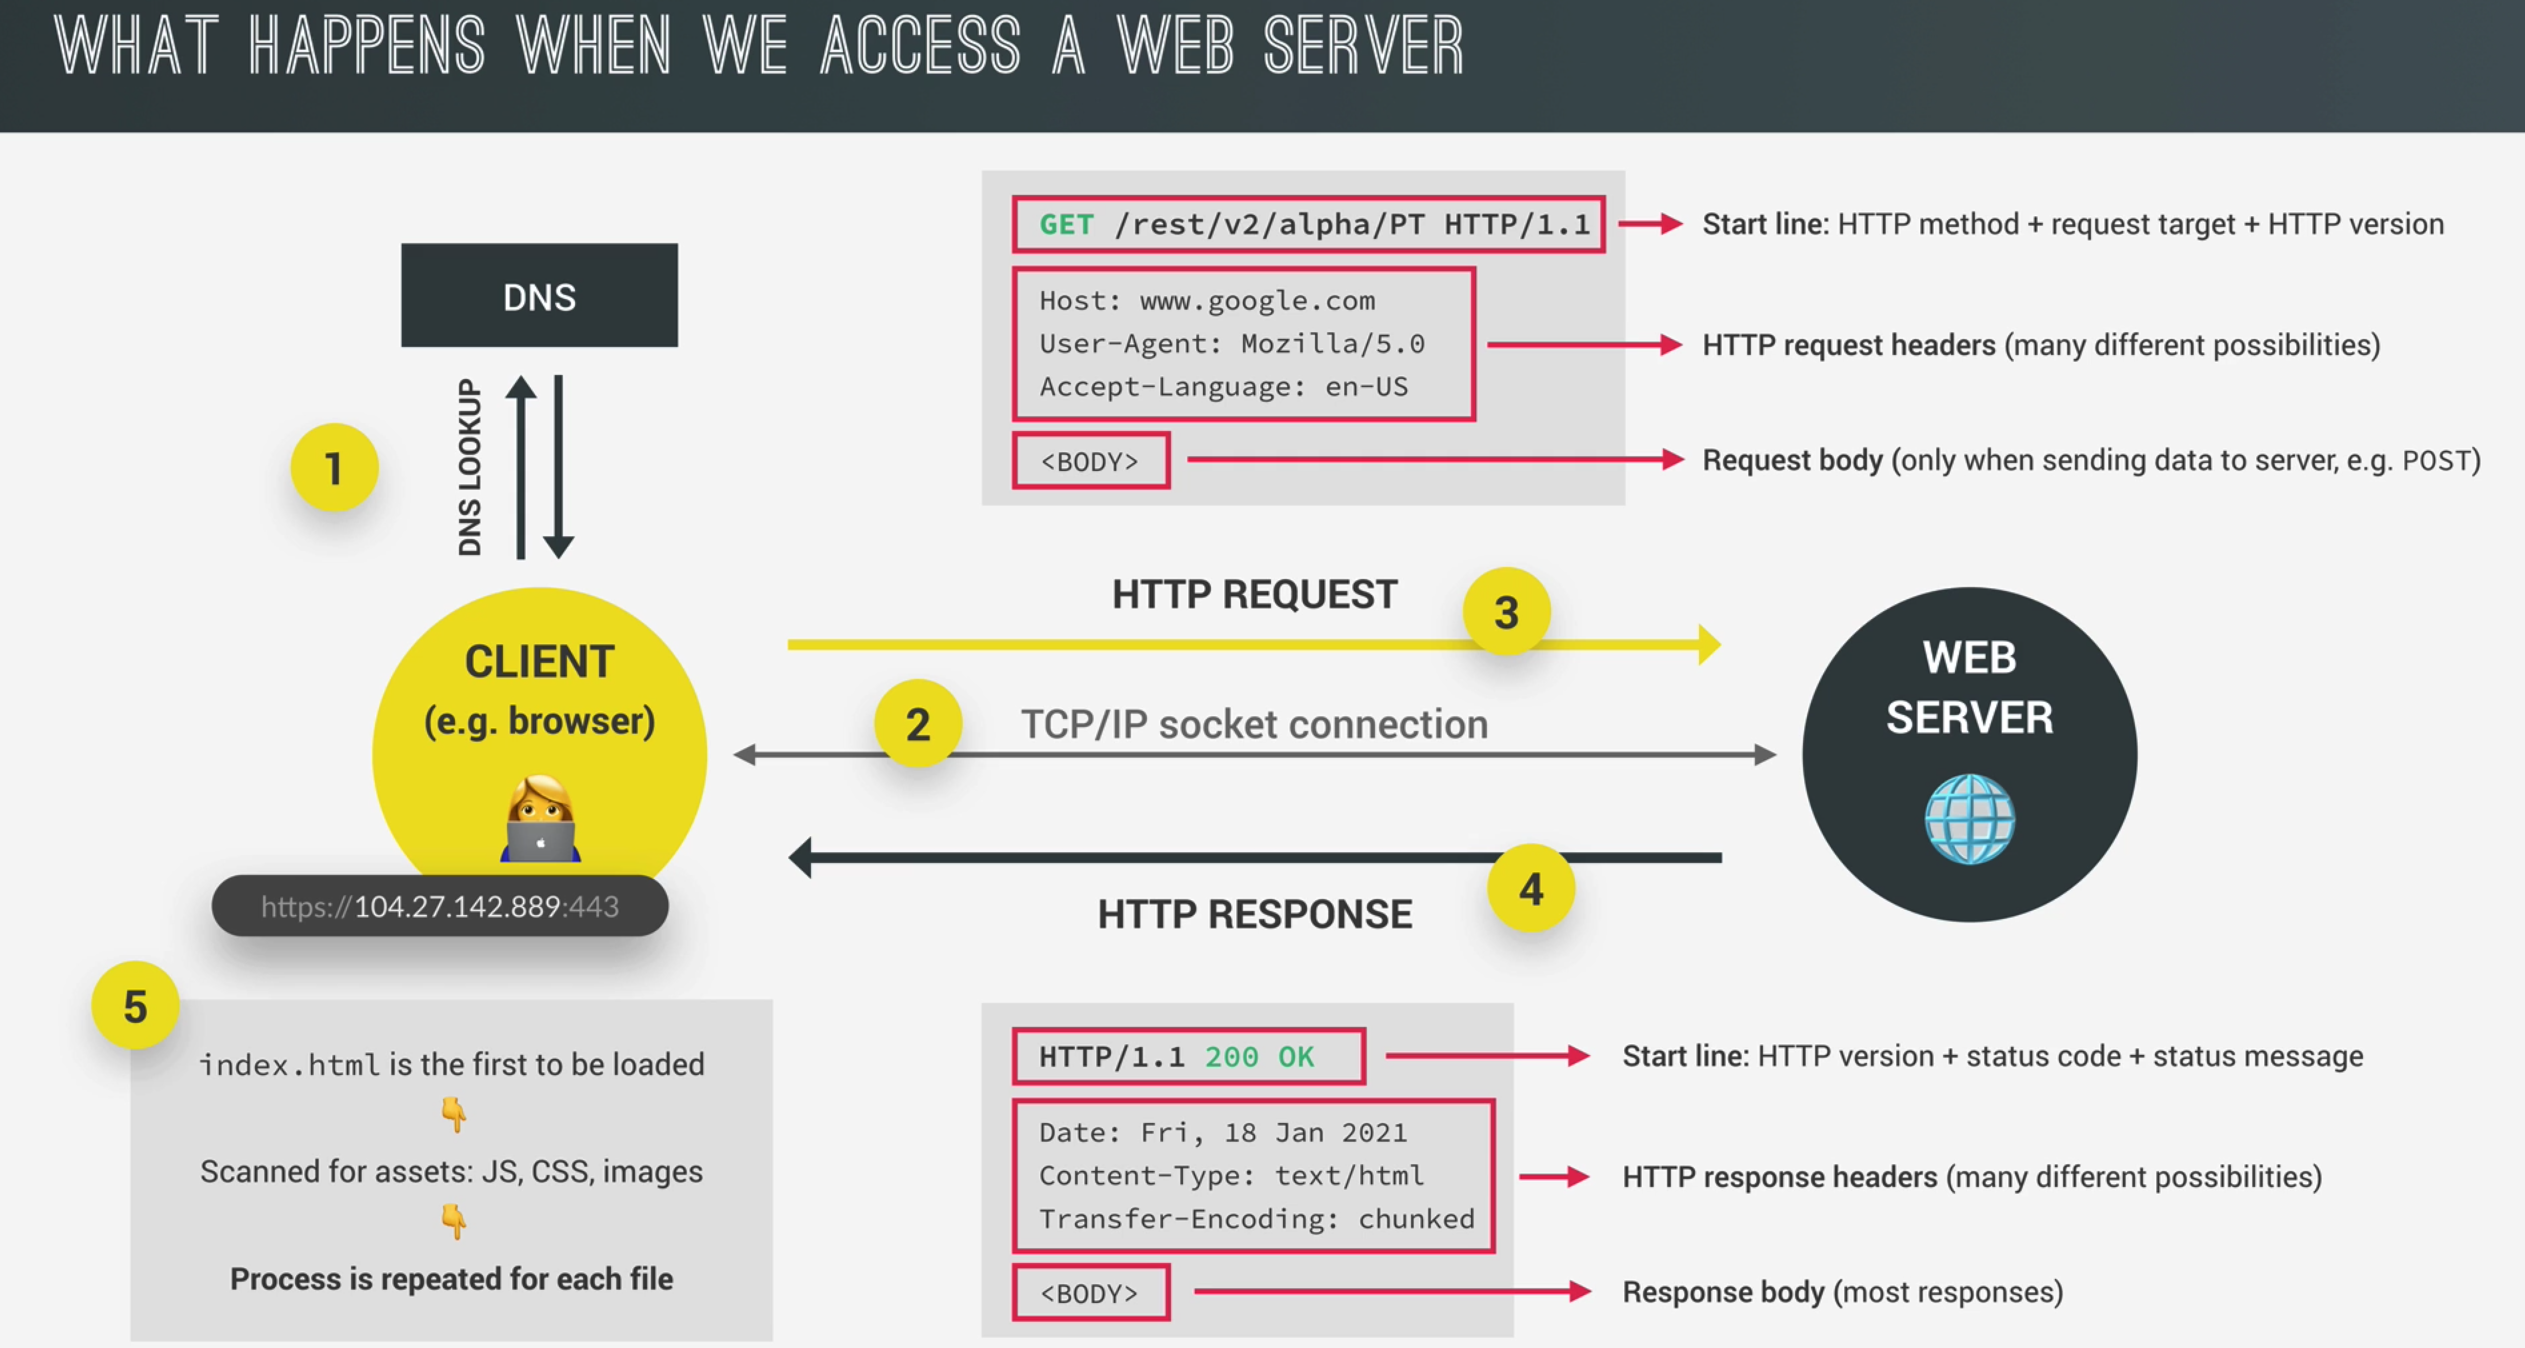 WHAT HAPPENS WHEN WE ACCESS A WEB SERVER
GET /rest/v2/alpha/PT HTTP/1.1
Start line: HTTP method + request target + HTTP version
Host: www.google.com
User-Agent: Mozilla/5.0
Accept-Language: en-US
HTTP request headers (many different possibilities)
<BODY>
Request body (only when sending data to server, e.g. POST)
DNS
1
DNS LOOKUP
HTTP REQUEST
3
CLIENT
(e.g. browser)
2
TCP/IP socket connection
WEB
SERVER
https://104.27.142.889:443
HTTP RESPONSE
4
5
index.html is the first to be loaded
Scanned for assets: JS, CSS, images
Process is repeated for each file
HTTP/1.1 200 OK
Start line: HTTP version + status code + status message
Date: Fri, 18 Jan 2021
Content-Type: text/html
Transfer-Encoding: chunked
HTTP response headers (many different possibilities)
<BODY>
Response body (most responses)